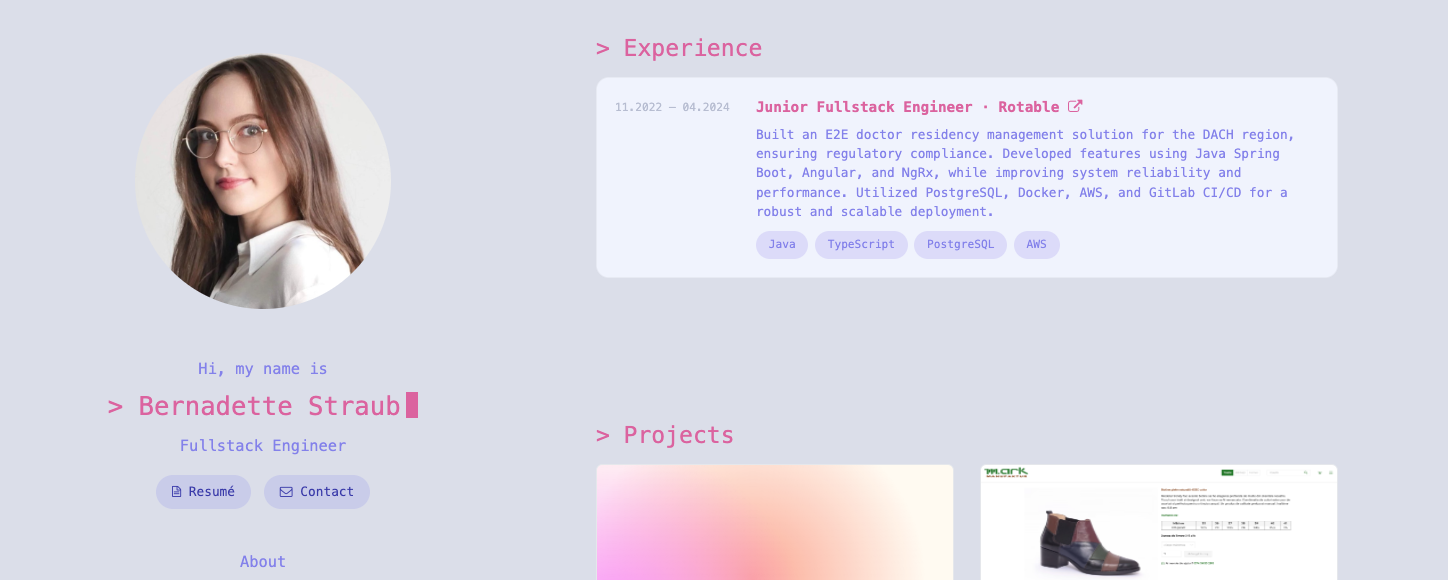 Hi, my name is
> Bernadette Straub
Fullstack Engineer
Resumé
Contact
About
> Experience
11.2022 — 04.2024
Junior Fullstack Engineer · Rotable
Built an E2E doctor residency management solution for the DACH region,
ensuring regulatory compliance. Developed features using Java Spring
Boot, Angular, and NgRx, while improving system reliability and
performance. Utilized PostgreSQL, Docker, AWS, and GitLab CI/CD for a
robust and scalable deployment.
Java
TypeScript
PostgreSQL
AWS
> Projects